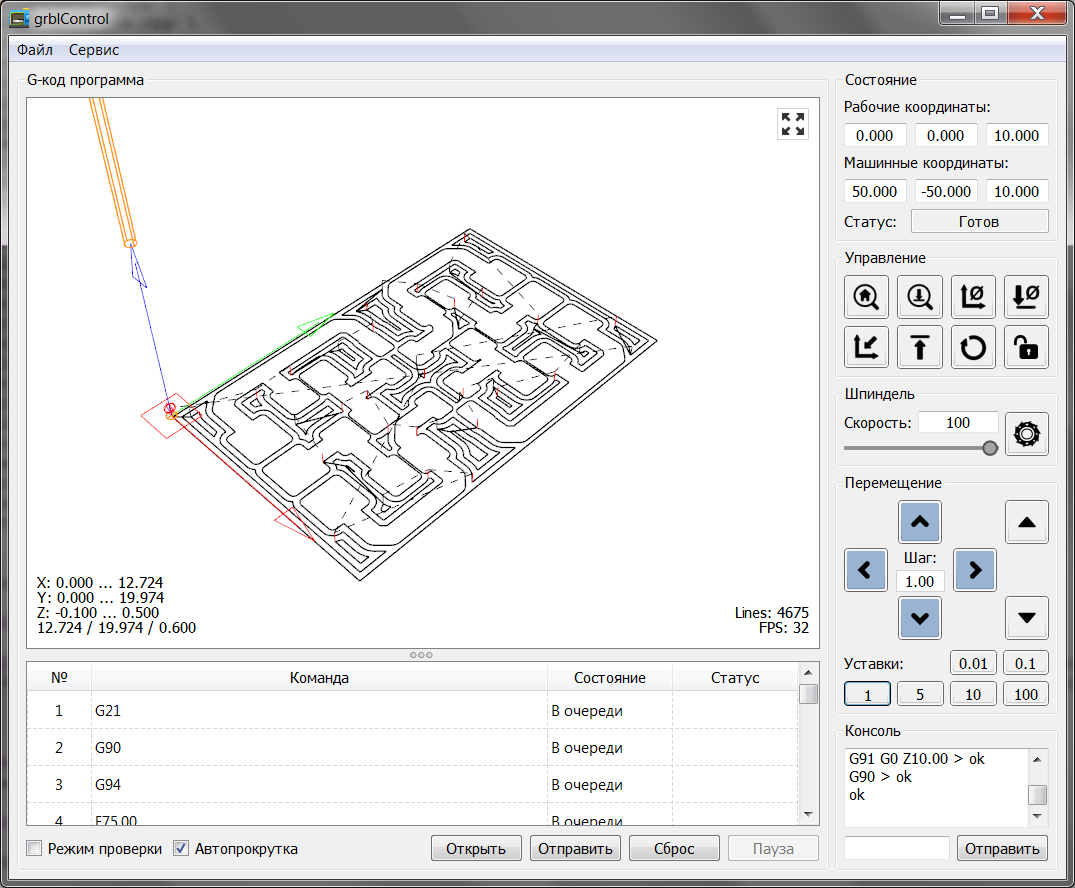 grblControl
Файл Сервис
G-код программа
X: 0.000 ... 12.724
Y: 0.000 ... 19.974
Z: -0.100 ... 0.500
12.724 / 19.974 / 0.600
Lines: 4675
FPS: 32
№ Команда Состояние Статус
1 G21 В очереди
2 G90 В очереди
3 G94 В очереди
4 F75.00 В очереди
Режим проверки Автопрокрутка Открыть Отправить Сброс Пауза
Состояние
Рабочие координаты:
0.000 0.000 10.000
Машинные координаты:
50.000 -50.000 10.000
Статус: Готов
Управление
Шпиндель
Скорость: 100
Перемещение
Шаг:
1.00
Уставки: 0.01 0.1
1 5 10 100
Консоль
G91 G0 Z10.00 > ok
G90 > ok
ok
Отправить